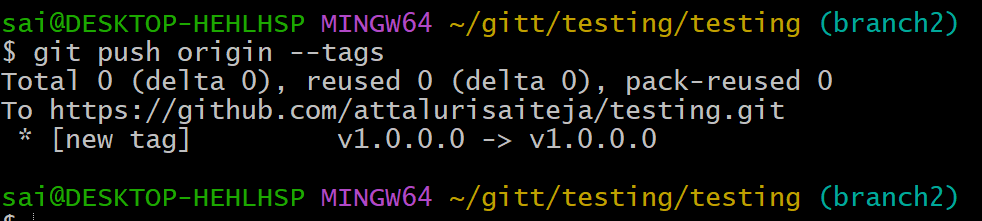 sai@DESKTOP-HEHLHSP MINGW64 ~/gitt/testing/testing (branch2)
$ git push origin --tags
Total 0 (delta 0), reused 0 (delta 0), pack-reused 0
To https://github.com/attalurisaiteja/testing.git
 * [new tag]         v1.0.0.0 -> v1.0.0.0
sai@DESKTOP-HEHLHSP MINGW64 ~/gitt/testing/testing (branch2)
$